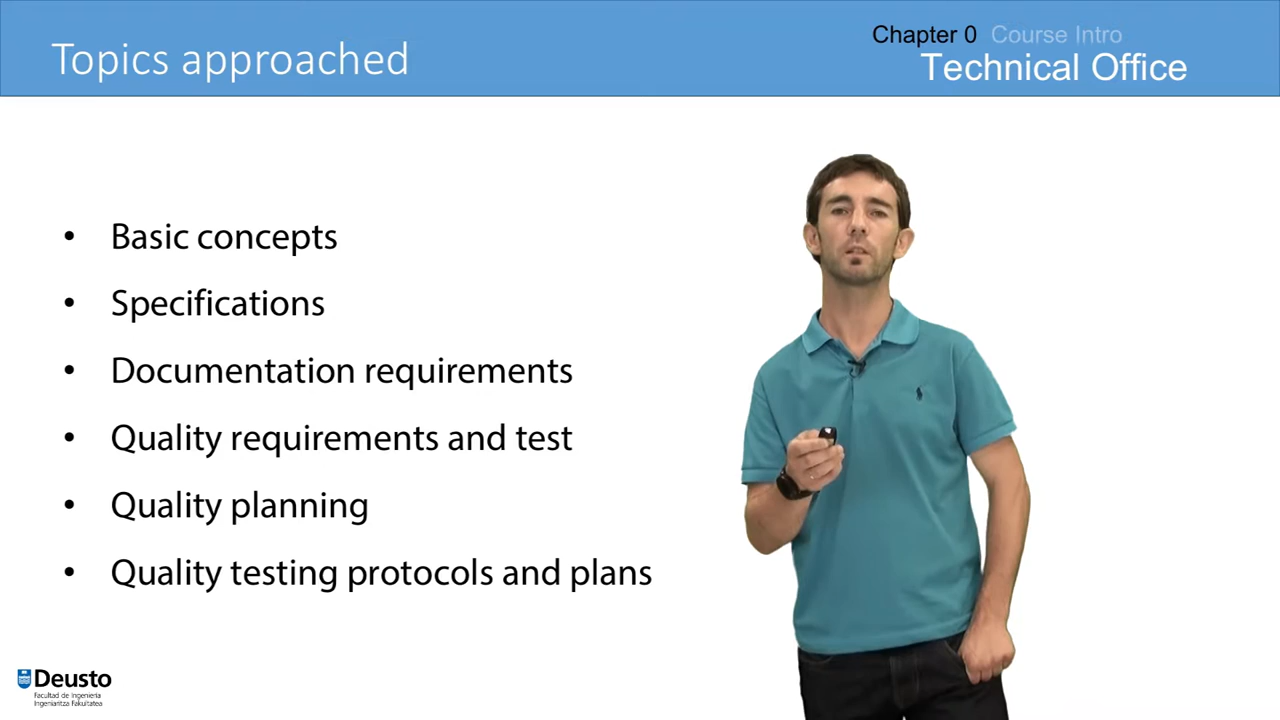 Topics approached
Chapter 0 Course Intro
Technical Office
• Basic concepts
• Specifications
• Documentation requirements
• Quality requirements and test
• Quality planning
• Quality testing protocols and plans
Deusto
Facultad de Ingeniería
Ingeniaritza Fakultatea